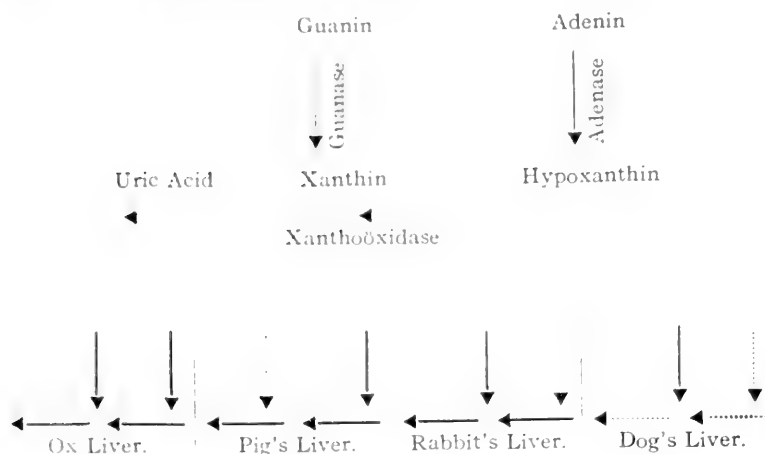 Guanin Adenin
Guanase Adenase
Uric Acid Xanthin Hypoxanthin
Xanthoöxidase
Ox Liver. Pig's Liver. Rabbit's Liver. Dog's Liver.